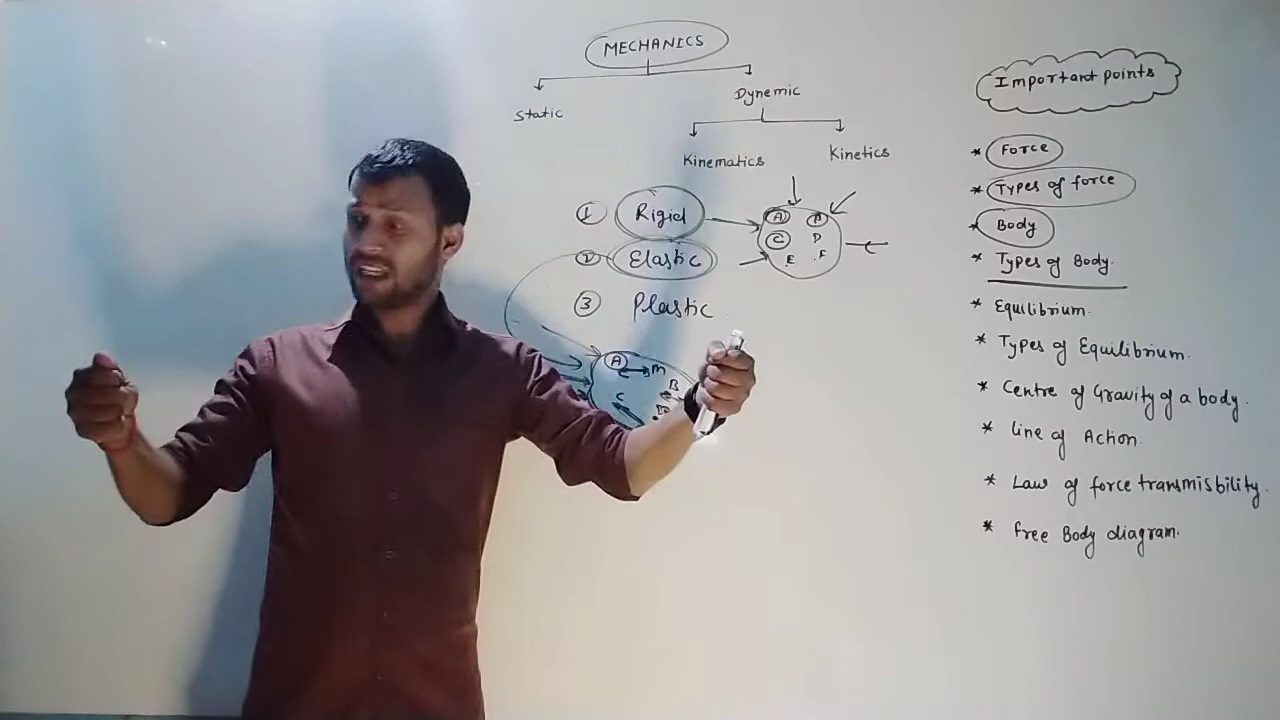 MECHANICS
Static
Dynemic
Kinematics
Kinetics
① Rigid
② Elastic
③ Plastic
A B
C D
E F
A m
B
C
D
Important points
* Force
* Types of force
* Body
* Types of Body.
* Equilibrium.
* Types of Equilibrium.
* Centre of Gravity of a body.
* line of Action.
* Law of force transmisbility.
* free Body diagram.